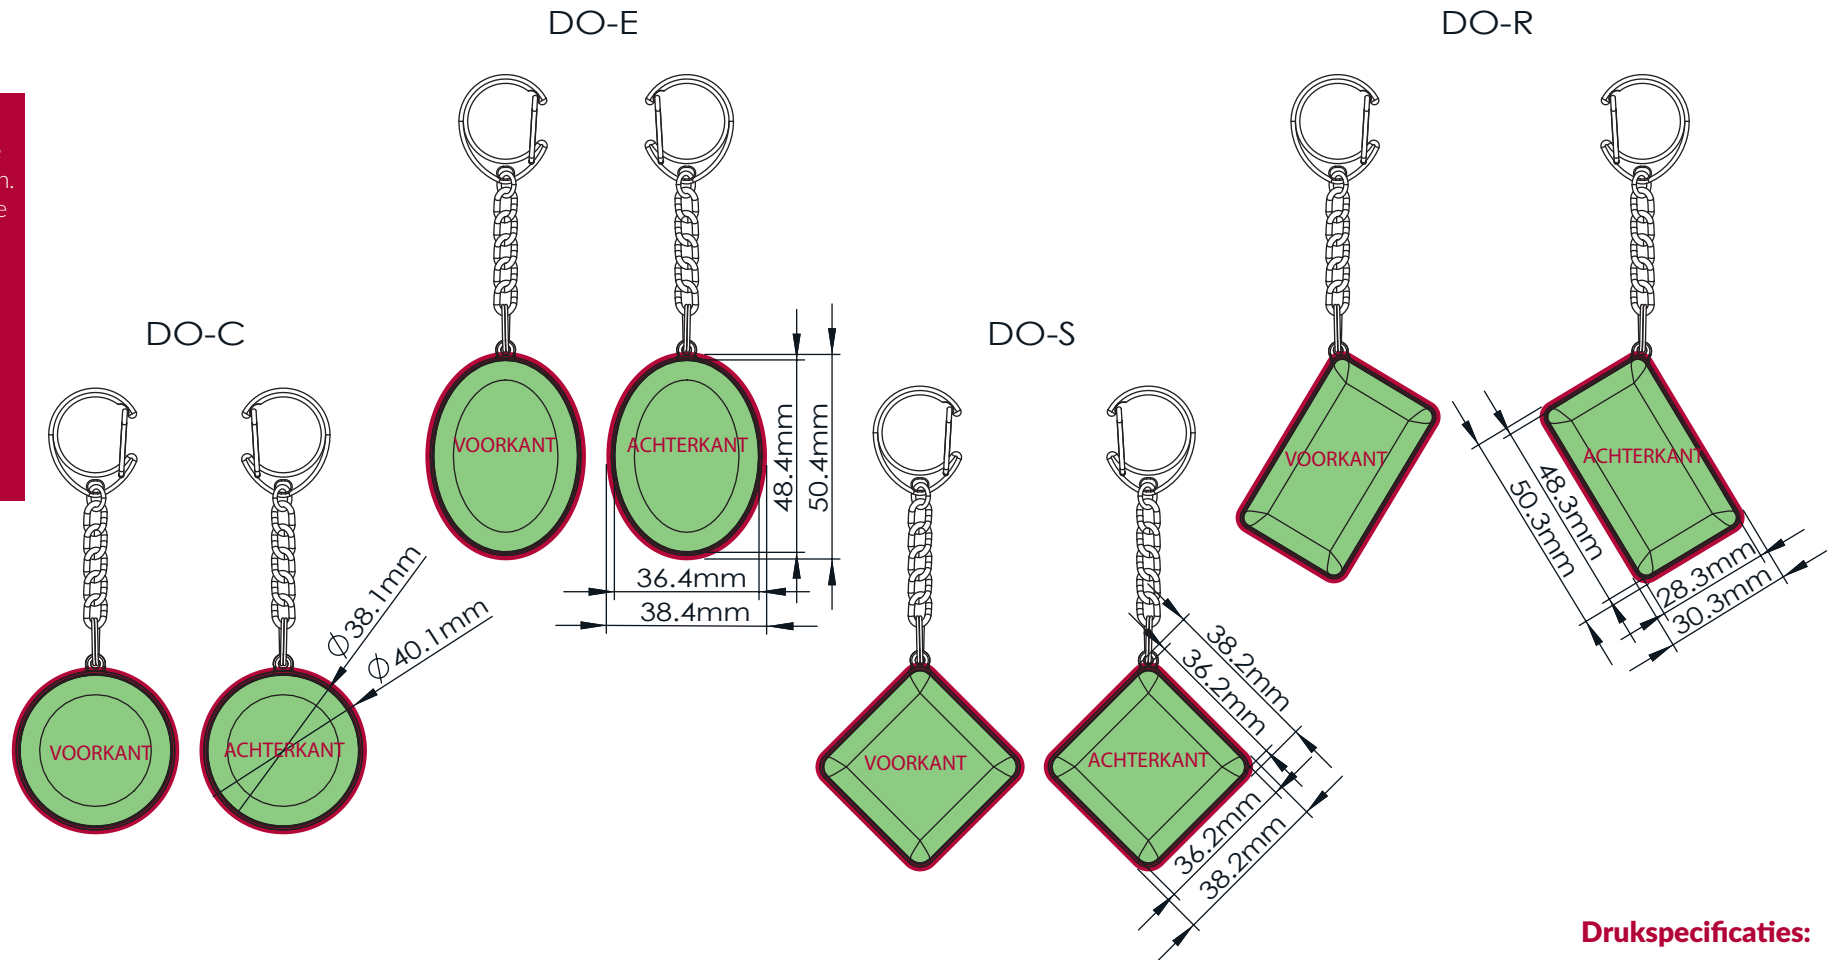 DO-E
DO-R
e
DO-C
DO-S
VOORKANT
ACHTERKANT
48.4mm
50.4mm
36.4mm
38.4mm
VOORKANT
ACHTERKANT
48.3mm
50.3mm
28.3mm
30.3mm
VOORKANT
ACHTERKANT
Φ38.1mm
Φ 40.1mm
VOORKANT
ACHTERKANT
38.2mm
36.2mm
36.2mm
38.2mm
Drukspecificaties: